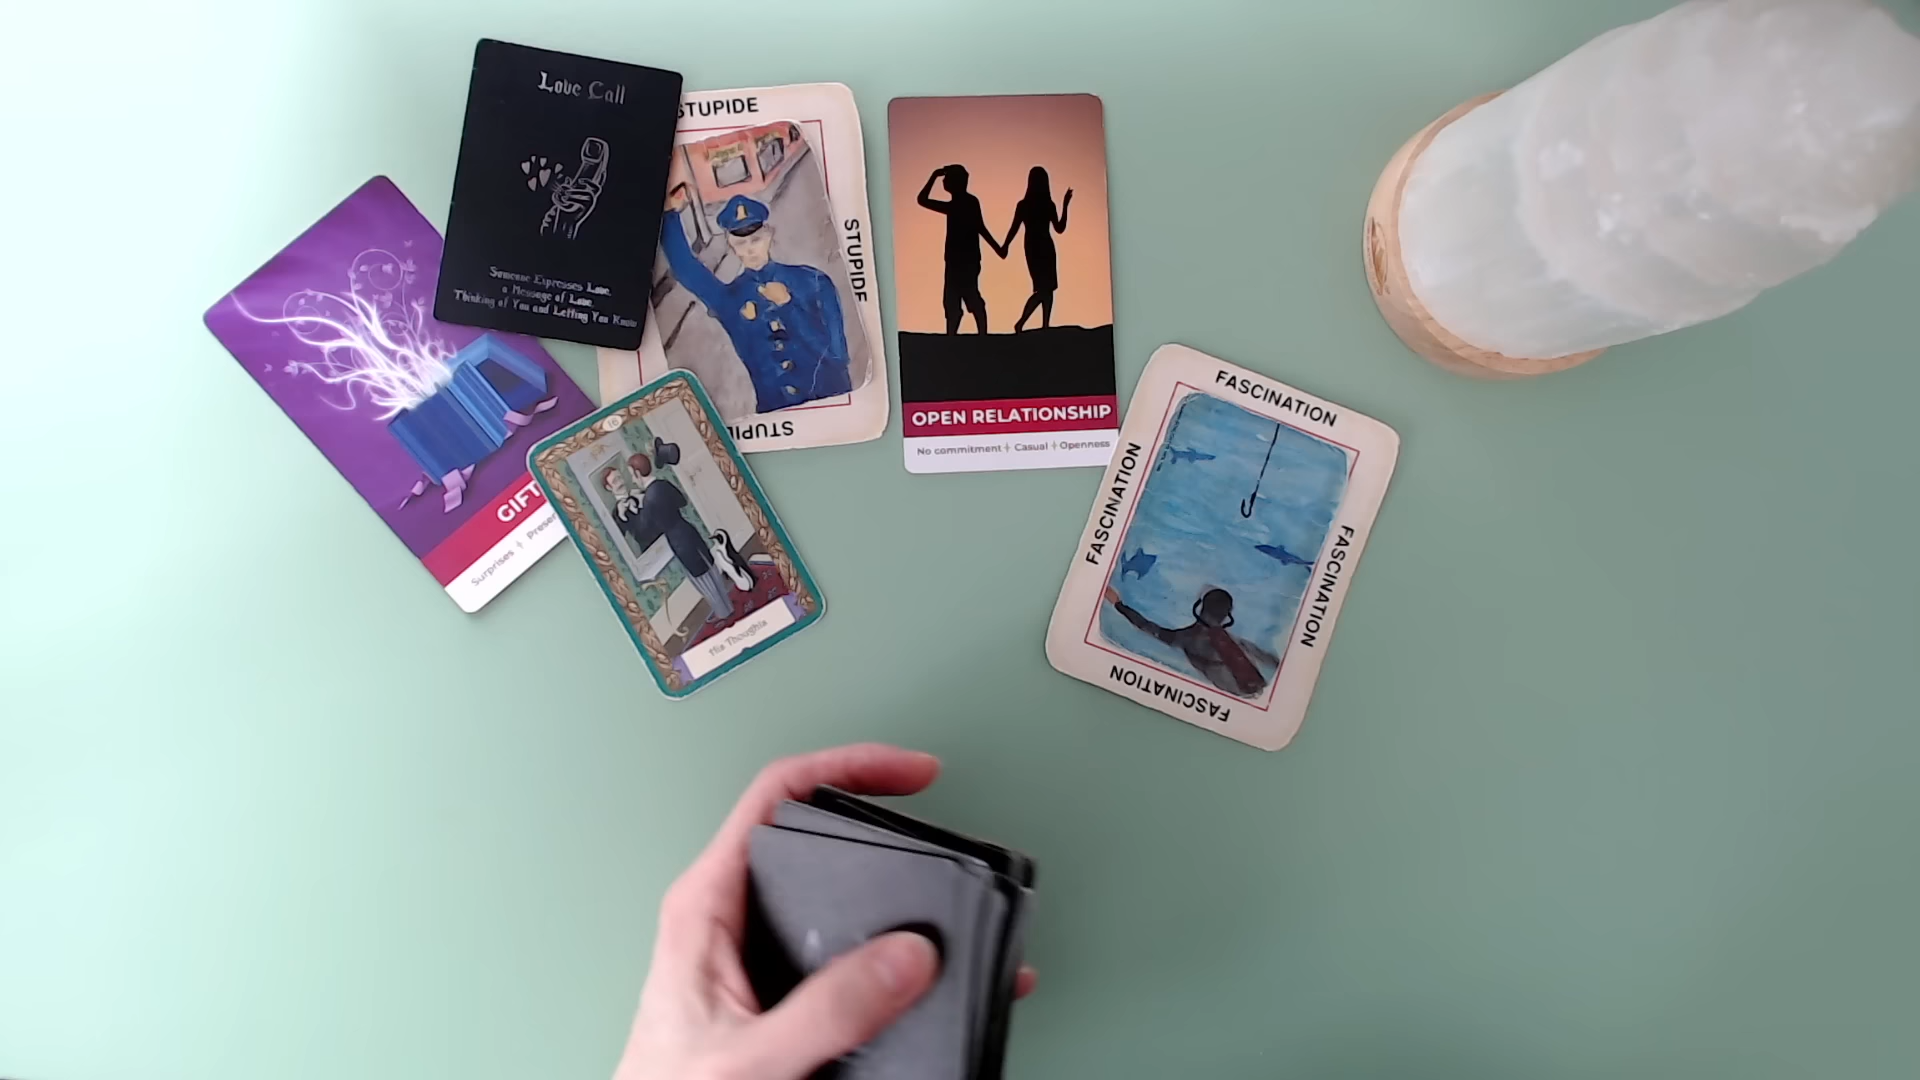 Love Call
Someone Expresses Love
a Message of Love
Thinking of You and Letting You Know
STUPIDE
STUPIDE
STUPIDE
GIFT
Surprises
16
His Thoughts
OPEN RELATIONSHIP
No commitment + Casual + Openness
FASCINATION
FASCINATION
FASCINATION
FASCINATION